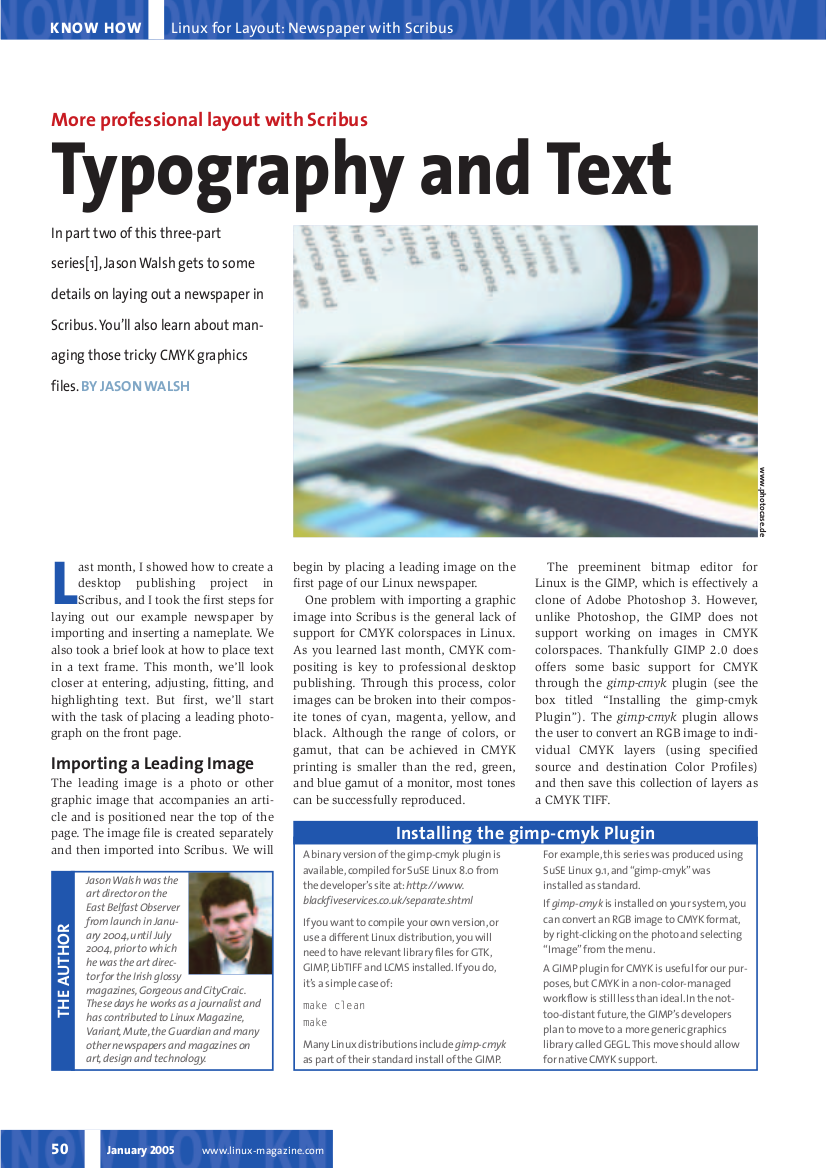 KNOW HOW
Linux for Layout: Newspaper with Scribus
More professional layout with Scribus
Typography and Text
In part two of this three-part
series[1], Jason Walsh gets to some
details on laying out a newspaper in
Scribus. You'll also learn about man-
aging those tricky CMYK graphics
files. BY JASON WALSH
www.photocase.de
Last month, I showed how to create a
desktop publishing project in
Scribus, and I took the first steps for
laying out our example newspaper by
importing and inserting a nameplate. We
also took a brief look at how to place text
in a text frame. This month, we'll look
closer at entering, adjusting, fitting, and
highlighting text. But first, we'll start
with the task of placing a leading photo-
graph on the front page.
Importing a Leading Image
The leading image is a photo or other
graphic image that accompanies an arti-
cle and is positioned near the top of the
page. The image file is created separately
and then imported into Scribus. We will
begin by placing a leading image on the
first page of our Linux newspaper.
One problem with importing a graphic
image into Scribus is the general lack of
support for CMYK colorspaces in Linux.
As you learned last month, CMYK com-
positing is key to professional desktop
publishing. Through this process, color
images can be broken into their compos-
ite tones of cyan, magenta, yellow, and
black. Although the range of colors, or
gamut, that can be achieved in CMYK
printing is smaller than the red, green,
and blue gamut of a monitor, most tones
can be successfully reproduced.
The preeminent bitmap editor for
Linux is the GIMP, which is effectively a
clone of Adobe Photoshop 3. However,
unlike Photoshop, the GIMP does not
support working on images in CMYK
colorspaces. Thankfully GIMP 2.0 does
offers some basic support for CMYK
through the gimp-cmyk plugin (see the
box titled "Installing the gimp-cmyk
Plugin"). The gimp-cmyk plugin allows
the user to convert an RGB image to indi-
vidual CMYK layers (using specified
source and destination Color Profiles)
and then save this collection of layers as
a CMYK TIFF.
THE AUTHOR
Jason Walsh was the
art director on the
East Belfast Observer
from launch in Janu-
ary 2004, until July
2004, prior to which
he was the art direc-
tor for the Irish glossy
magazines, Gorgeous and CityCraic.
These days he works as a journalist and
has contributed to Linux Magazine,
Variant, Mute, the Guardian and many
other newspapers and magazines on
art, design and technology.
Installing the gimp-cmyk Plugin
A binary version of the gimp-cmyk plugin is
available, compiled for SuSE Linux 8.0 from
the developer's site at: http://www.
blackfiveservices.co.uk/separate.shtml
If you want to compile your own version, or
use a different Linux distribution, you will
need to have relevant library files for GTK,
GIMP, LibTIFF and LCMS installed. If you do,
it's a simple case of:
make clean
make
Many Linux distributions include gimp-cmyk
as part of their standard install of the GIMP.
For example, this series was produced using
SuSE Linux 9.1, and "gimp-cmyk" was
installed as standard.
If gimp-cmyk is installed on your system, you
can convert an RGB image to CMYK format,
by right-clicking on the photo and selecting
"Image" from the menu.
A GIMP plugin for CMYK is useful for our pur-
poses, but CMYK in a non-color-managed
workflow is still less than ideal. In the not-
too-distant future, the GIMP's developers
plan to move to a more generic graphics
library called GEGL. This move should allow
for native CMYK support.
50
January 2005
www.linux-magazine.com